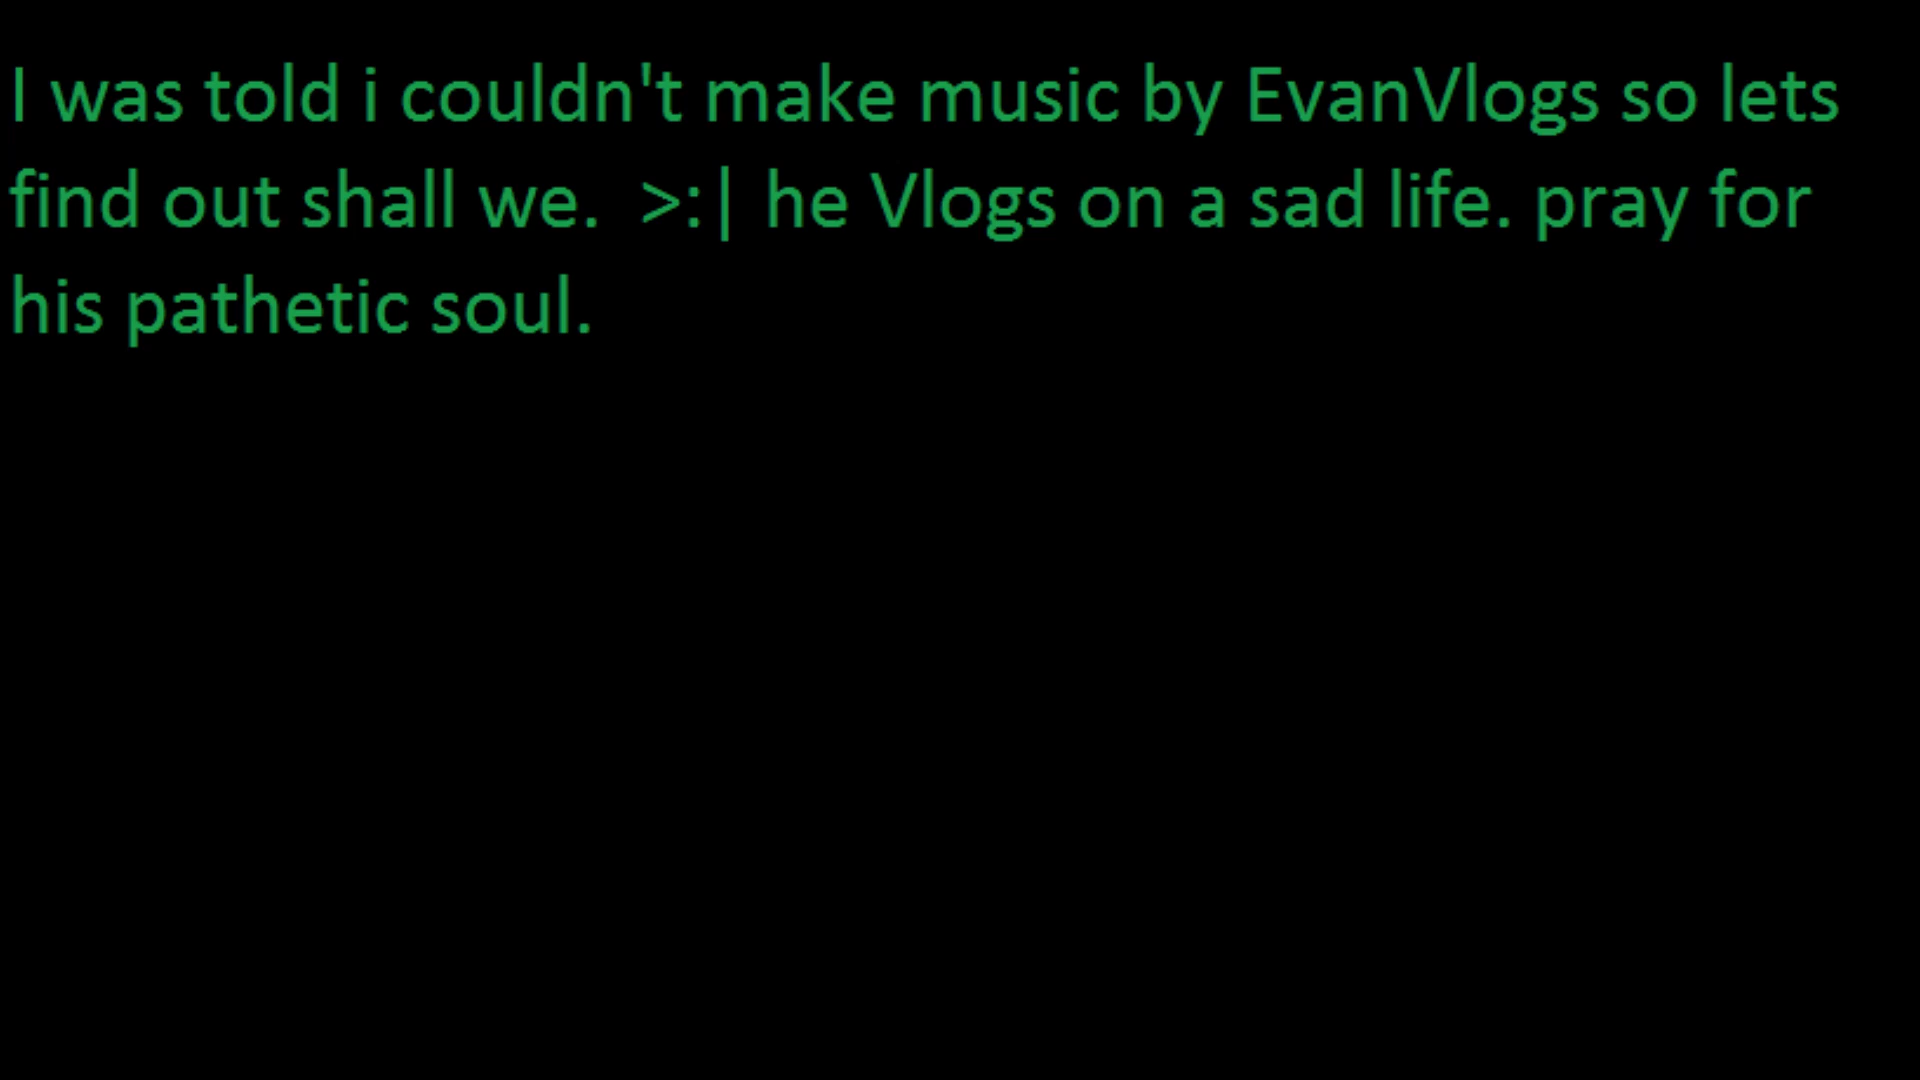 I was told i couldn't make music by EvanVlogs so lets
find out shall we.  >:| he Vlogs on a sad life. pray for
his pathetic soul.